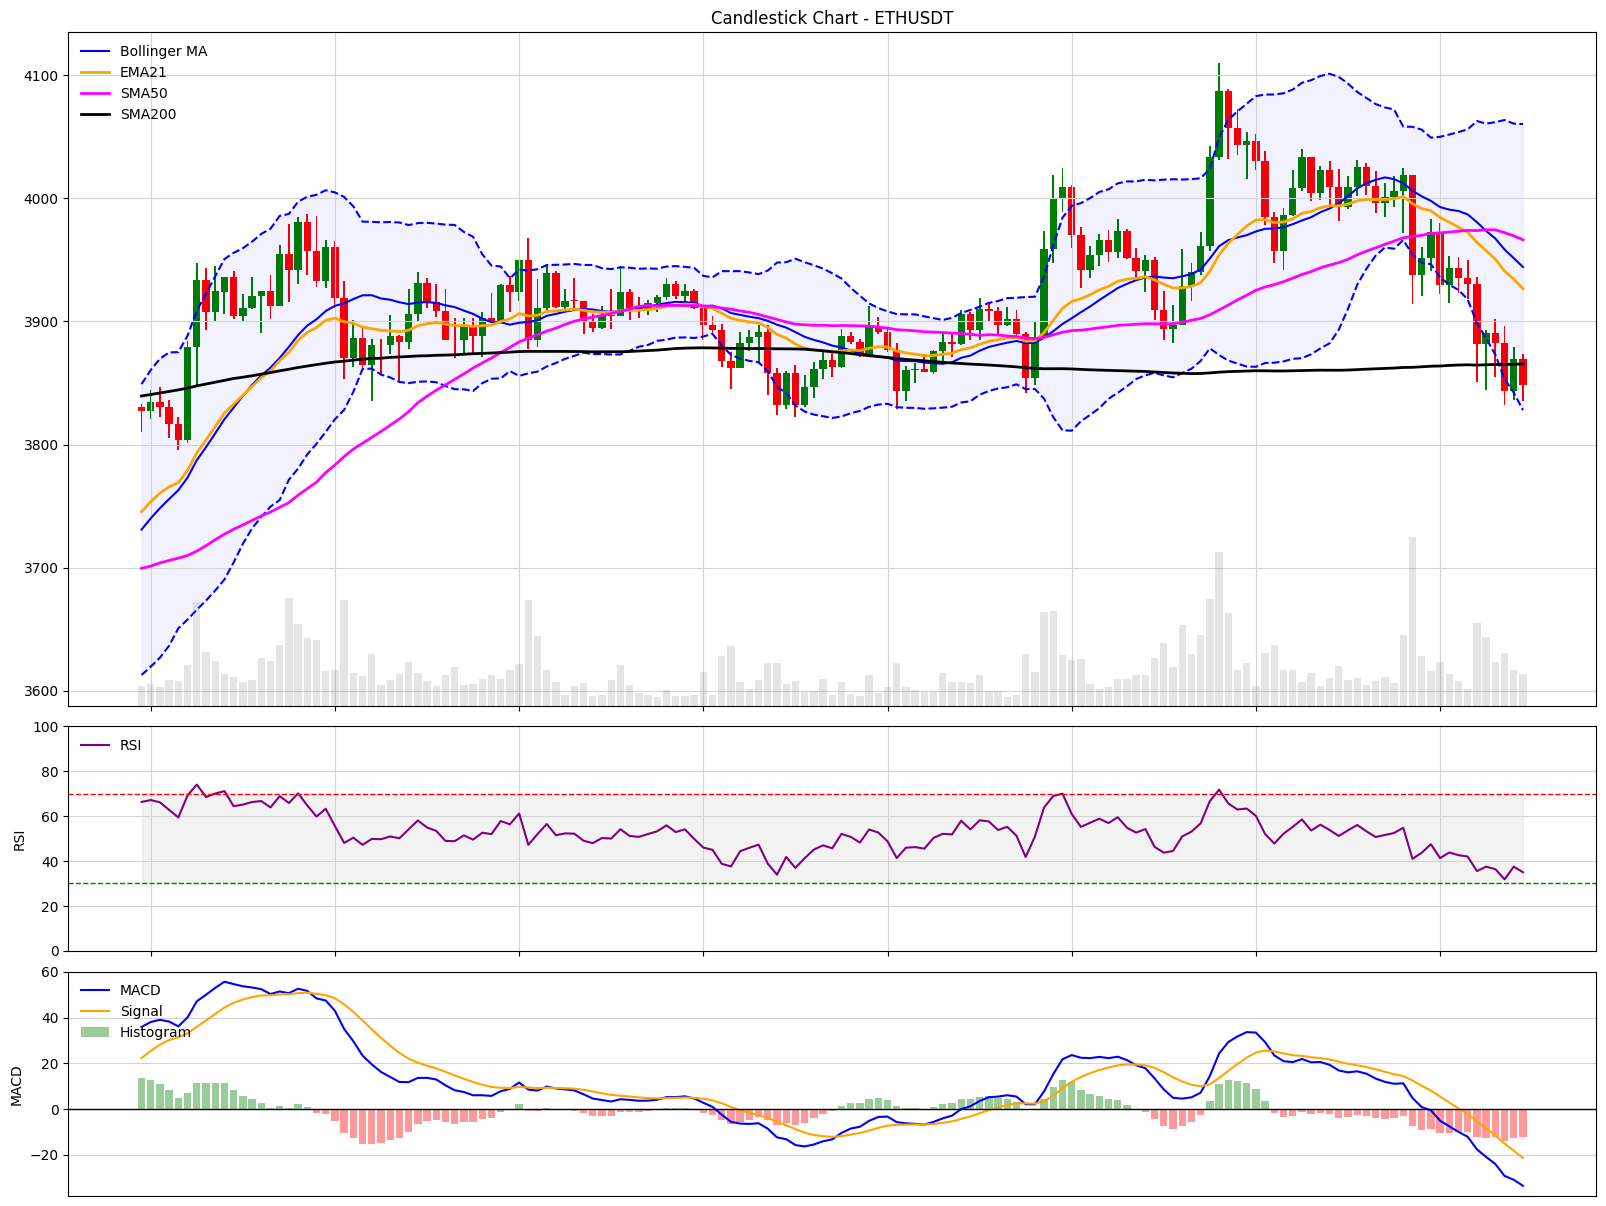 Candlestick Chart - ETHUSDT
Bollinger MA
EMA21
SMA50
SMA200
4100
4000
3900
3800
3700
3600
RSI
100
80
60
40
20
0
RSI
MACD
Signal
Histogram
60
40
20
0
−20
MACD